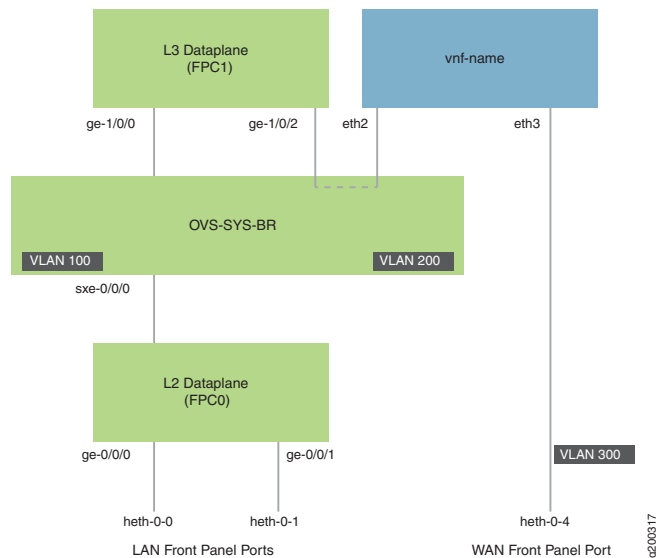 L3 Dataplane
(FPC1)
vnf-name
ge-1/0/0
ge-1/0/2
eth2
eth3
OVS-SYS-BR
VLAN 100
VLAN 200
sxe-0/0/0
L2 Dataplane
(FPC0)
ge-0/0/0
ge-0/0/1
VLAN 300
heth-0-0
heth-0-1
heth-0-4
LAN Front Panel Ports
WAN Front Panel Port
g200317